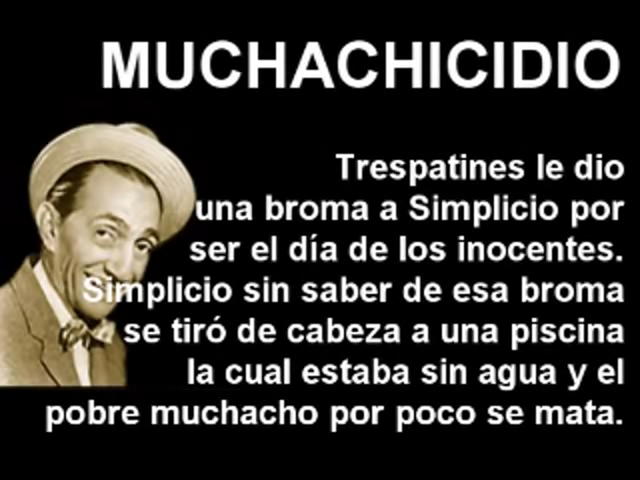 MUCHACHICIDIO
Trespatines le dio
una broma a Simplicio por
ser el día de los inocentes.
Simplicio sin saber de esa broma
se tiró de cabeza a una piscina
la cual estaba sin agua y el
pobre muchacho por poco se mata.